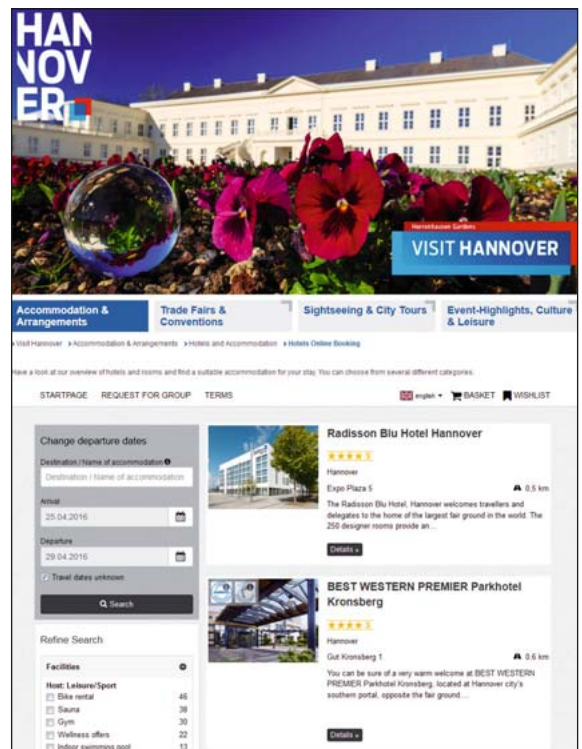 HAN
NOV
ER
Herrenhausen Gardens
VISIT HANNOVER
Accommodation & Arrangements
Trade Fairs & Conventions
Sightseeing & City Tours
Event-Highlights, Culture & Leisure
Visit Hannover Accommodation & Arrangements Hotels and Accommodation Hotels Online Booking
Have a look at our overview of hotels and rooms and find a suitable accommodation for your stay. You can choose from several different categories.
STARTPAGE REQUEST FOR GROUP TERMS english BASKET WISHLIST
Change departure dates
Destination / Name of accommodation
Destination / Name of accommodation
Arrival
25.04.2016
Departure
29.04.2016
Travel dates unknown
Search
Refine Search
Facilities
Host: Leisure/Sport
Bike rental 46
Sauna 38
Gym 30
Wellness offers 22
Indoor swimming pool 13
Radisson Blu Hotel Hannover
S
Hannover
Expo Plaza 5 0,5 km
The Radisson Blu Hotel, Hannover welcomes travellers and
delegates to the home of the largest fair ground in the world. The
250 designer rooms provide an ...
Details »
BEST WESTERN PREMIER Parkhotel
Kronsberg
S
Hannover
Gut Kronsberg 1 0,6 km
You can be sure of a very warm welcome at BEST WESTERN
PREMIER Parkhotel Kronsberg, located at Hannover city's
southern portal, opposite the fair ground ...
Details »